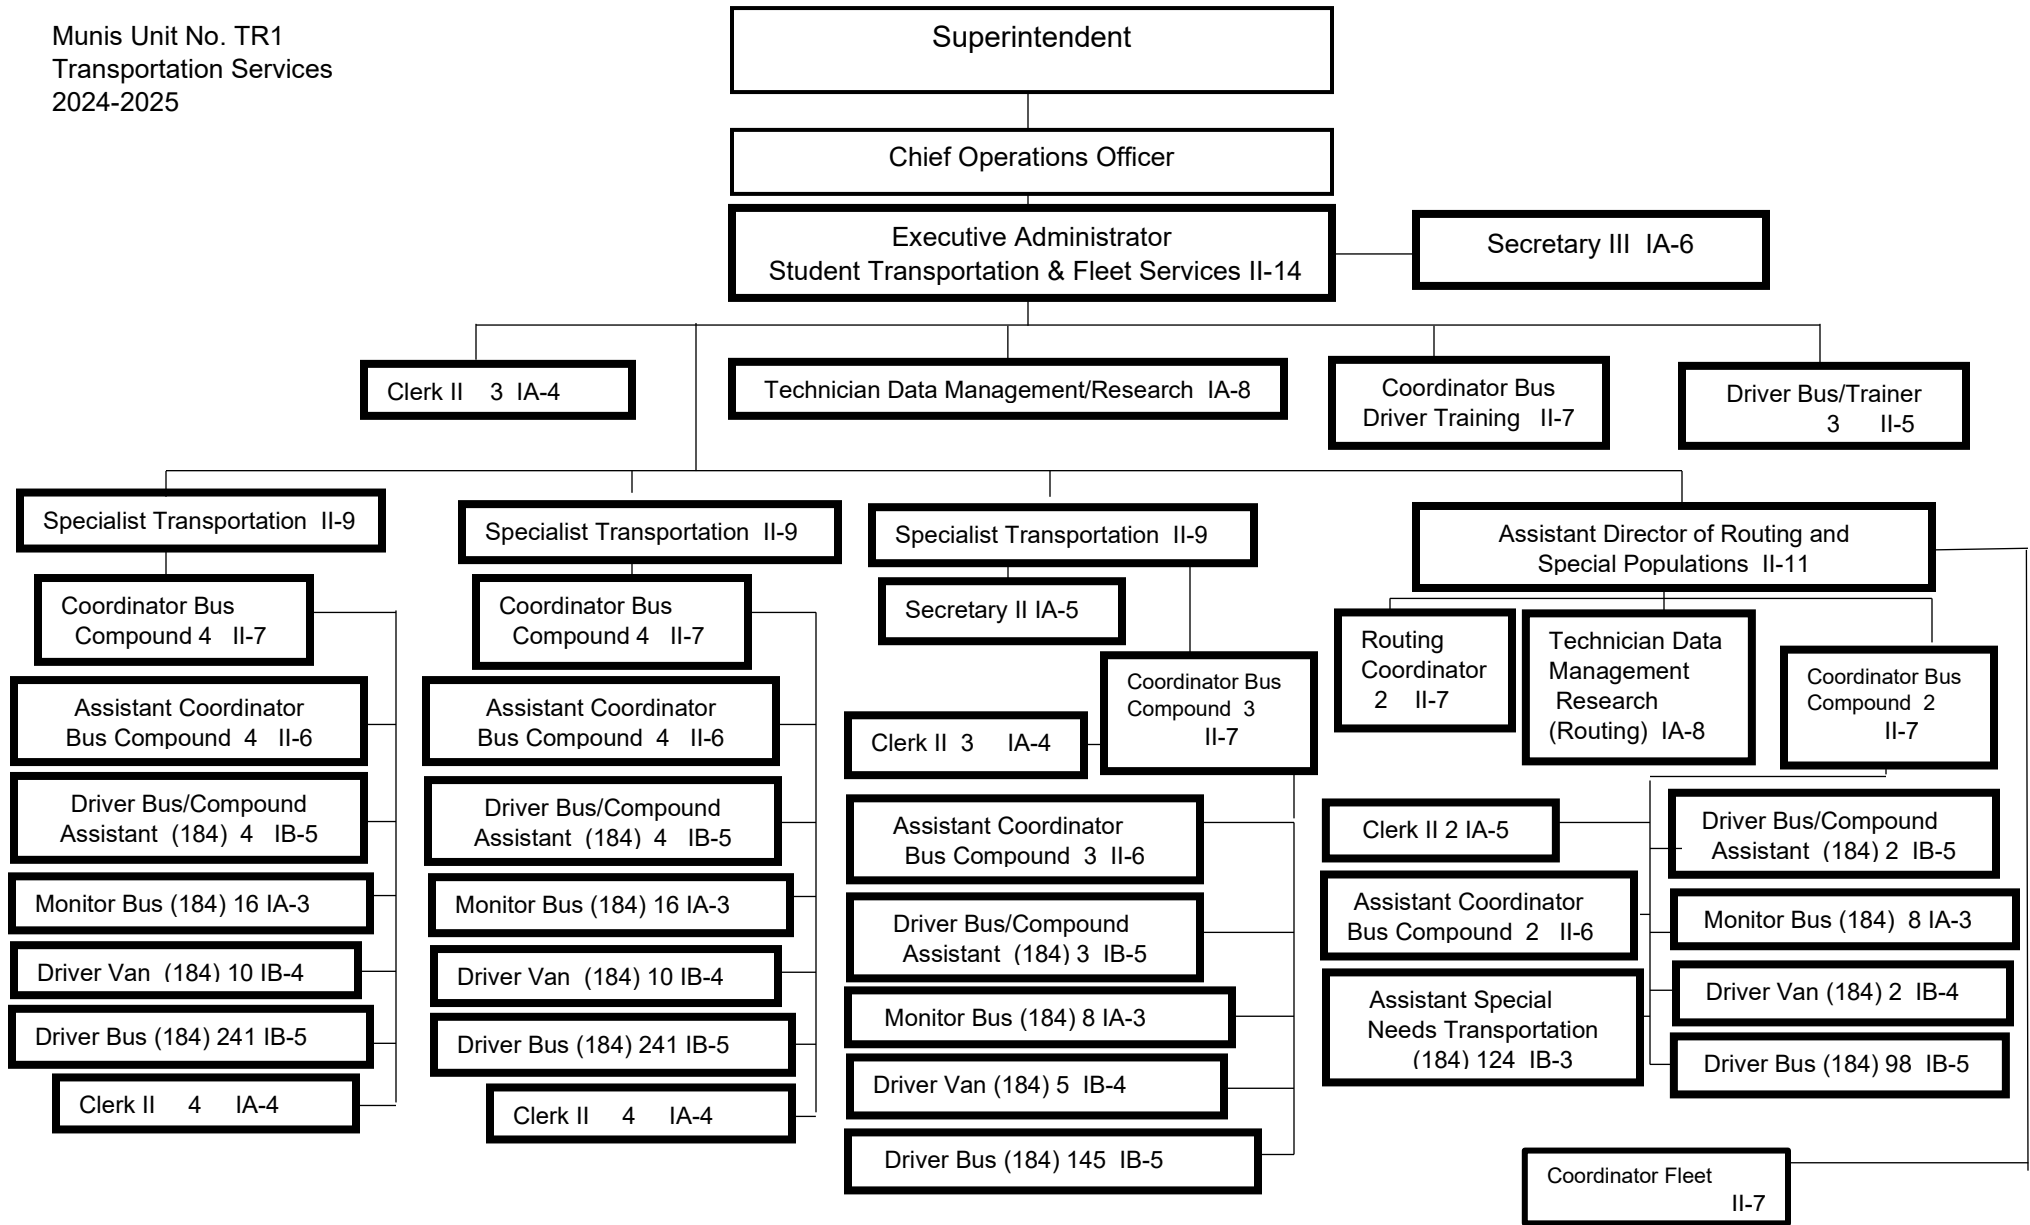 Munis Unit No. TR1
Transportation Services
2024-2025
Superintendent
Chief Operations Officer
Executive Administrator
Student Transportation & Fleet Services II-14
Secretary III IA-6
Clerk II 3 IA-4
Technician Data Management/Research IA-8
Coordinator Bus
Driver Training II-7
Driver Bus/Trainer
3 II-5
Specialist Transportation II-9
Coordinator Bus
Compound 4 II-7
Assistant Coordinator
Bus Compound 4 II-6
Driver Bus/Compound
Assistant (184) 4 IB-5
Monitor Bus (184) 16 IA-3
Driver Van (184) 10 IB-4
Driver Bus (184) 241 IB-5
Clerk II 4 IA-4
Specialist Transportation II-9
Coordinator Bus
Compound 4 II-7
Assistant Coordinator
Bus Compound 4 II-6
Driver Bus/Compound
Assistant (184) 4 IB-5
Monitor Bus (184) 16 IA-3
Driver Van (184) 10 IB-4
Driver Bus (184) 241 IB-5
Clerk II 4 IA-4
Specialist Transportation II-9
Secretary II IA-5
Coordinator Bus
Compound 3
II-7
Clerk II 3 IA-4
Assistant Coordinator
Bus Compound 3 II-6
Driver Bus/Compound
Assistant (184) 3 IB-5
Monitor Bus (184) 8 IA-3
Driver Van (184) 5 IB-4
Driver Bus (184) 145 IB-5
Assistant Director of Routing and
Special Populations II-11
Routing
Coordinator
2 II-7
Technician Data
Management
Research
(Routing) IA-8
Coordinator Bus
Compound 2
II-7
Clerk II 2 IA-5
Assistant Coordinator
Bus Compound 2 II-6
Assistant Special
Needs Transportation
(184) 124 IB-3
Driver Bus/Compound
Assistant (184) 2 IB-5
Monitor Bus (184) 8 IA-3
Driver Van (184) 2 IB-4
Driver Bus (184) 98 IB-5
Coordinator Fleet
II-7